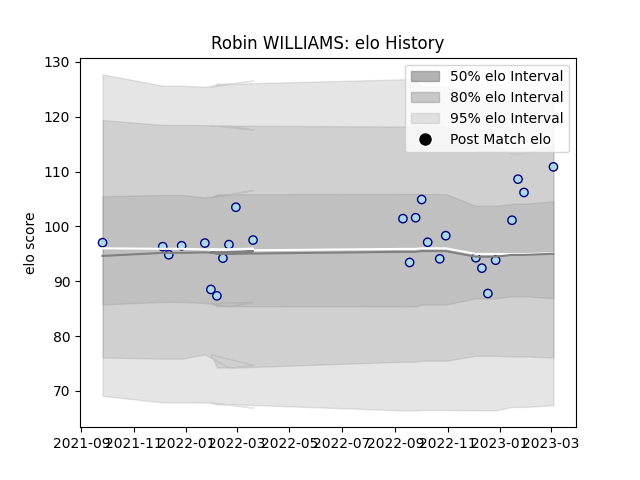 Robin WILLIAMS: elo History
130
120
110
100
90
80
70
elo score
50% elo Interval
80% elo Interval
95% elo Interval
Post Match elo
2021-09 2021-11 2022-01 2022-03 2022-05 2022-07 2022-09 2022-11 2023-01 2023-03